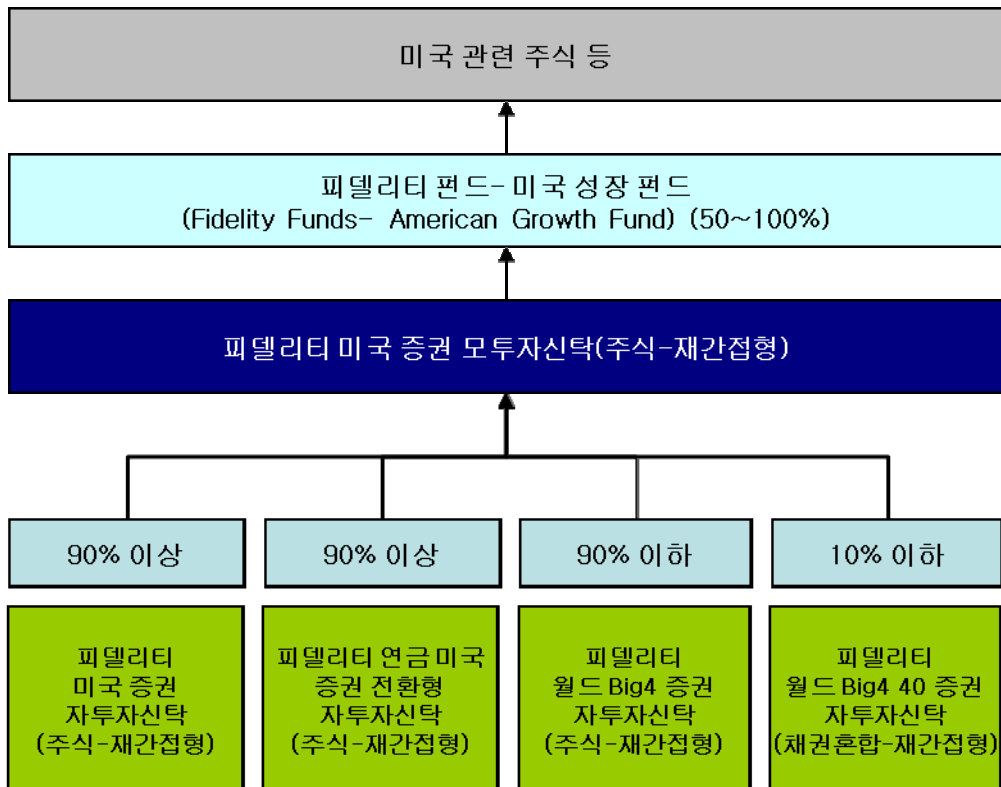 미국 관련 주식 등
피델리티 펀드- 미국 성장 펀드
(Fidelity Funds- American Growth Fund) (50~100%)
피델리티 미국 증권 모투자신탁(주식-재간접형)
90% 이상
90% 이상
90% 이하
10% 이하
피델리티
미국 증권
자투자신탁
(주식-재간접형)
피델리티 연금 미국
증권 전환형
자투자신탁
(주식-재간접형)
피델리티
월드 Big4 증권
자투자신탁
(주식-재간접형)
피델리티
월드 Big4 40 증권
자투자신탁
(채권혼합-재간접형)